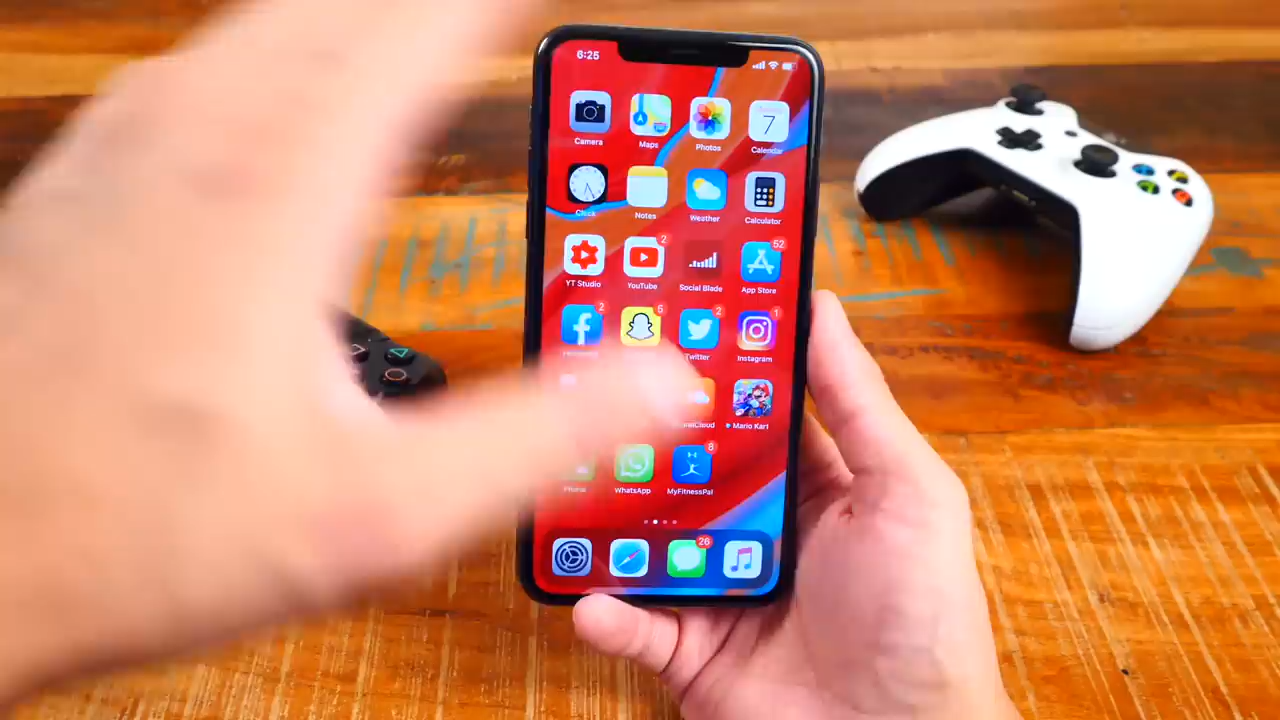 6:25
Camera
Maps
Photos
Calendar
7
Clock
Notes
Weather
Calculator
YT Studio
2
YouTube
Social Blade
52
App Store
2
5
2
Twitter
1
Instagram
Mario Kart
Phone
WhatsApp
8
MyFitnessPal
26